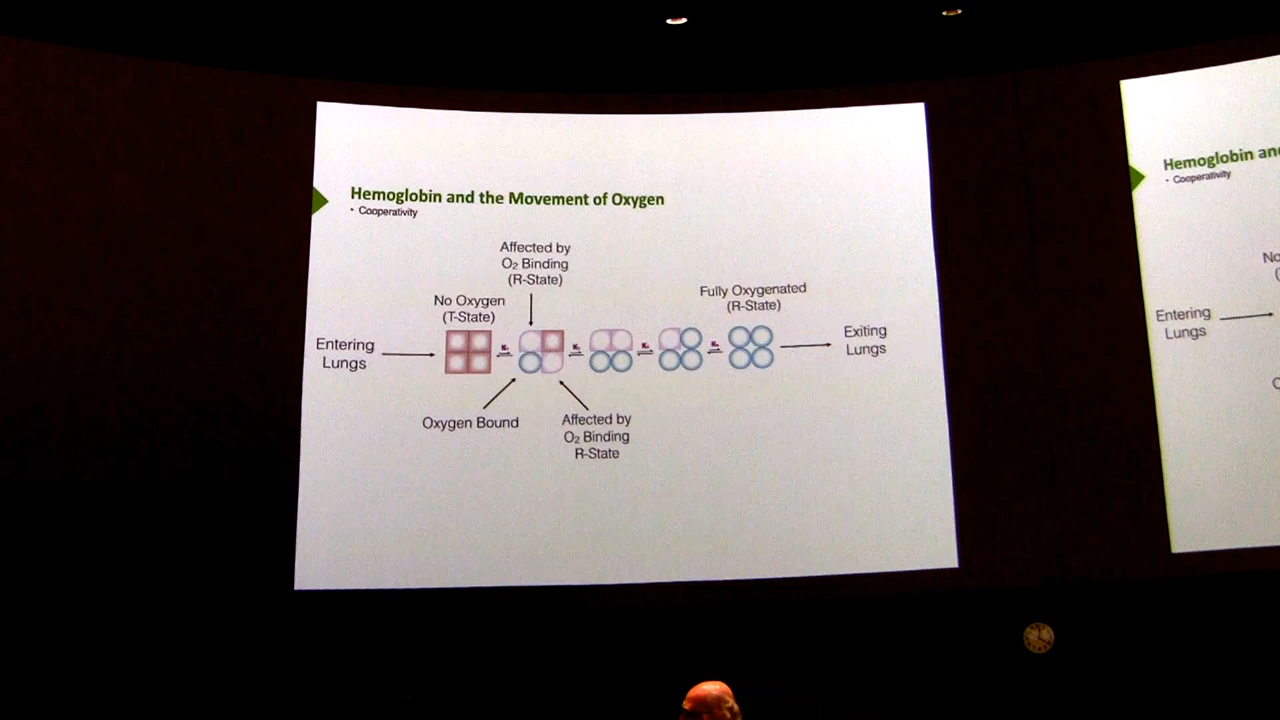 Hemoglobin and the Movement of Oxygen
• Cooperativity
Affected by
O₂ Binding
(R-State)
No Oxygen
(T-State)
Fully Oxygenated
(R-State)
Entering
Lungs
Exiting
Lungs
Oxygen Bound
Affected by
O₂ Binding
R-State
Hemoglobin
• Cooperativity
Entering
Lungs